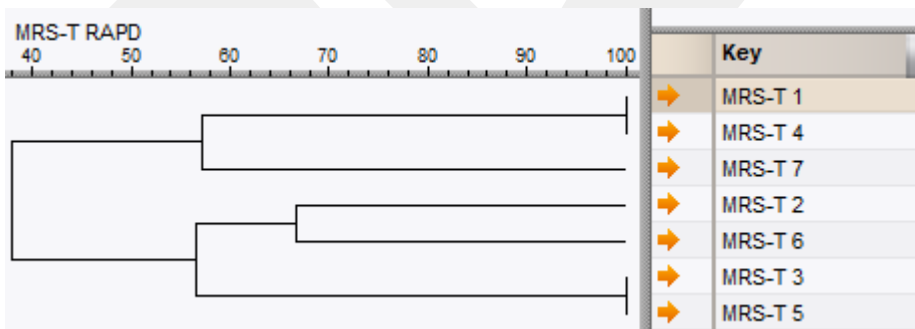 MRS-T RAPD
40 50 60 70 80 90 100
Key
MRS-T 1
MRS-T 4
MRS-T 7
MRS-T 2
MRS-T 6
MRS-T 3
MRS-T 5